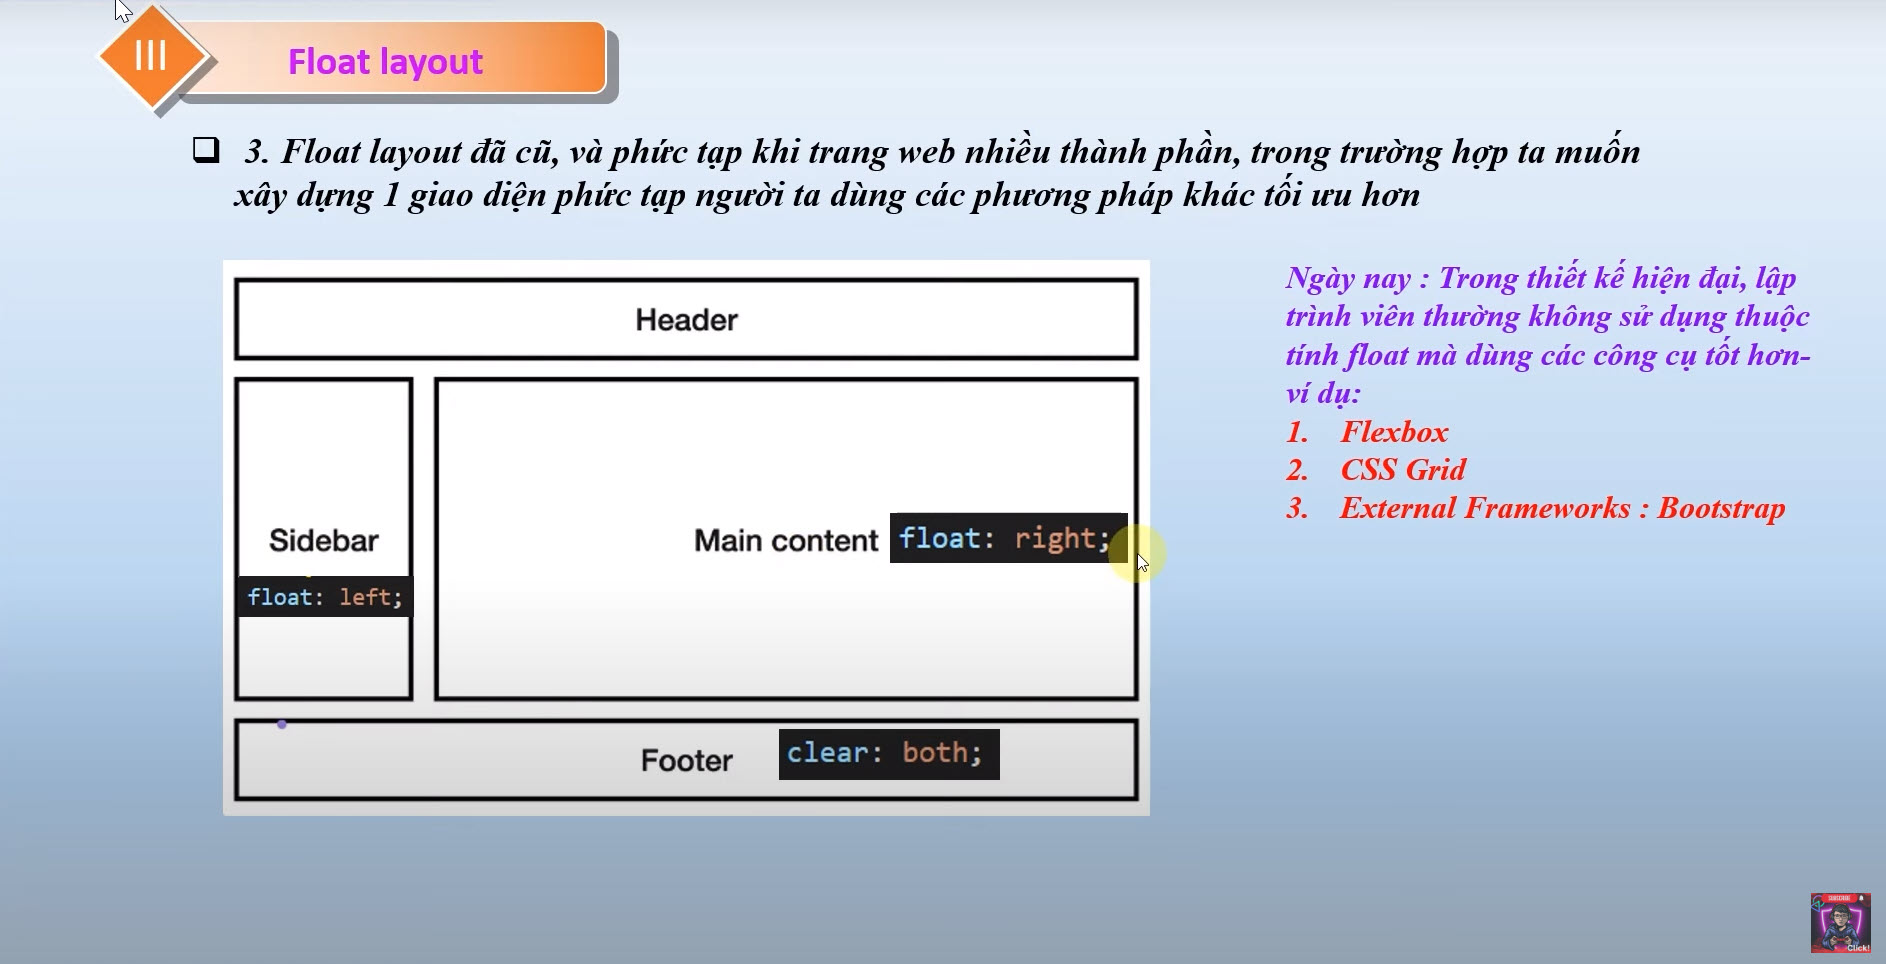 III
Float layout
3. Float layout đã cũ, và phức tạp khi trang web nhiều thành phần, trong trường hợp ta muốn
xây dựng 1 giao diện phức tạp người ta dùng các phương pháp khác tối ưu hơn
Header
Sidebar
float: left;
Main content
float: right;
Footer
clear: both;
Ngày nay : Trong thiết kế hiện đại, lập
trình viên thường không sử dụng thuộc
tính float mà dùng các công cụ tốt hơn-
ví dụ:
1. Flexbox
2. CSS Grid
3. External Frameworks : Bootstrap
SUBSCRIBE
Click!